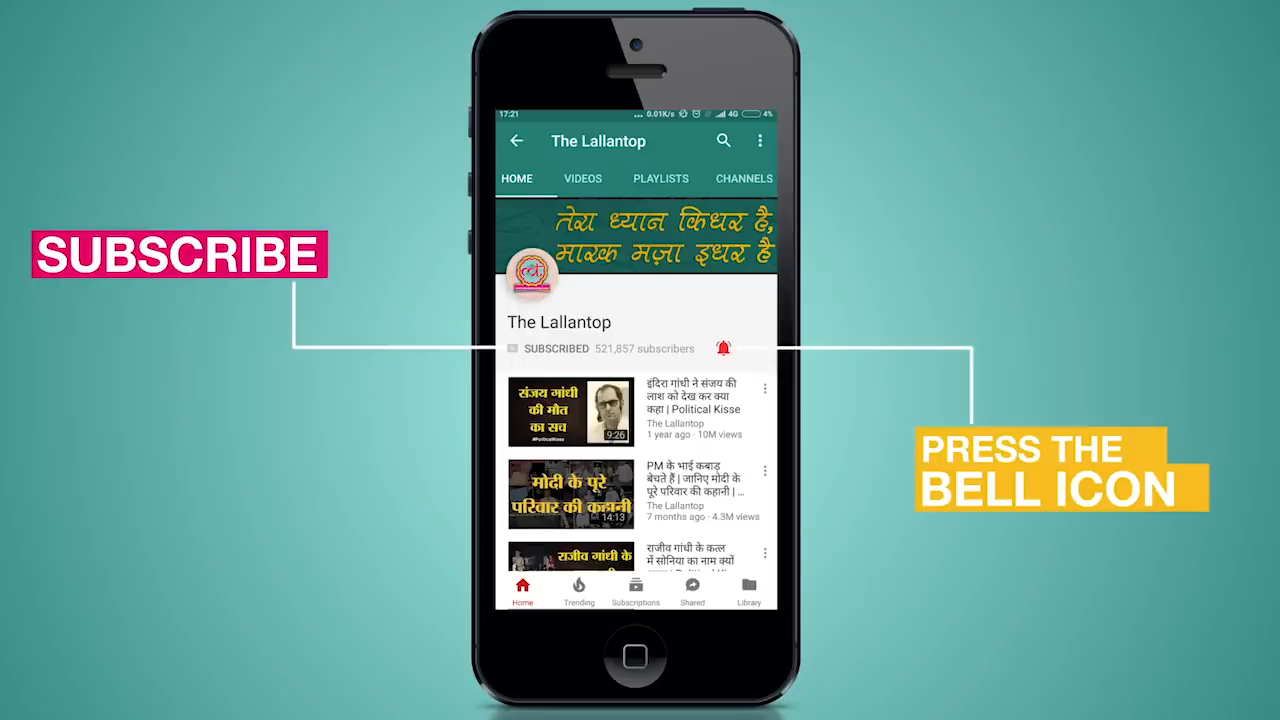 17:21
... 0.01K/s 4G 4%
The Lallantop
HOME VIDEOS PLAYLISTS CHANNELS
तेरा ध्यान किधर है,
मारक मज़ा इधर है
SUBSCRIBE
The Lallantop
SUBSCRIBED 521,857 subscribers
संजय गांधी
की मौत
का सच
#PoliticalKisse
9:26
इंदिरा गांधी ने संजय की
लाश को देख कर क्या
कहा | Political Kisse
The Lallantop
1 year ago · 10M views
मोदी के पूरे
परिवार की कहानी
14:13
PM के भाई कबाड़
बेचते हैं | जानिए मोदी के
पूरे परिवार की कहानी | ...
The Lallantop
7 months ago · 4.3M views
राजीव गांधी के
राजीव गांधी के कत्ल
में सोनिया का नाम क्यों
PRESS THE
BELL ICON
Home Trending Subscriptions Shared Library